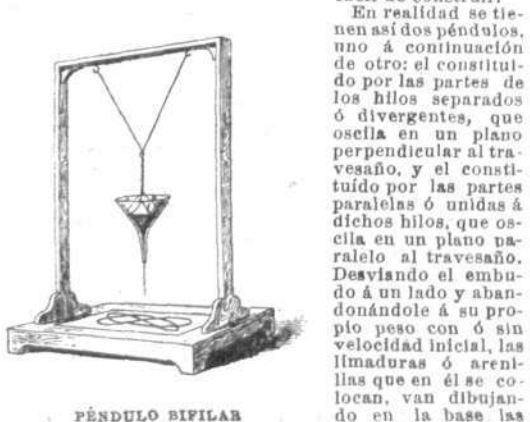 En realidad se tie-
nen así dos péndulos,
uno á continuación
de otro: el constitui-
do por las partes de
los hilos separados
ó divergentes, que
oscila en un plano
perpendicular al tra-
vesaño, y el consti-
tuído por las partes
paralelas ó unidas á
dichos hilos, que os-
cila en un plano pa-
ralelo al travesaño.
Desviando el embu-
do á un lado y aban-
donándole á su pro-
pio peso con ó sin
velocidad inicial, las
limaduras ó areni-
llas que en él se co-
locan, van dibujan-
do en la base las
PÉNDULO BIFILAR